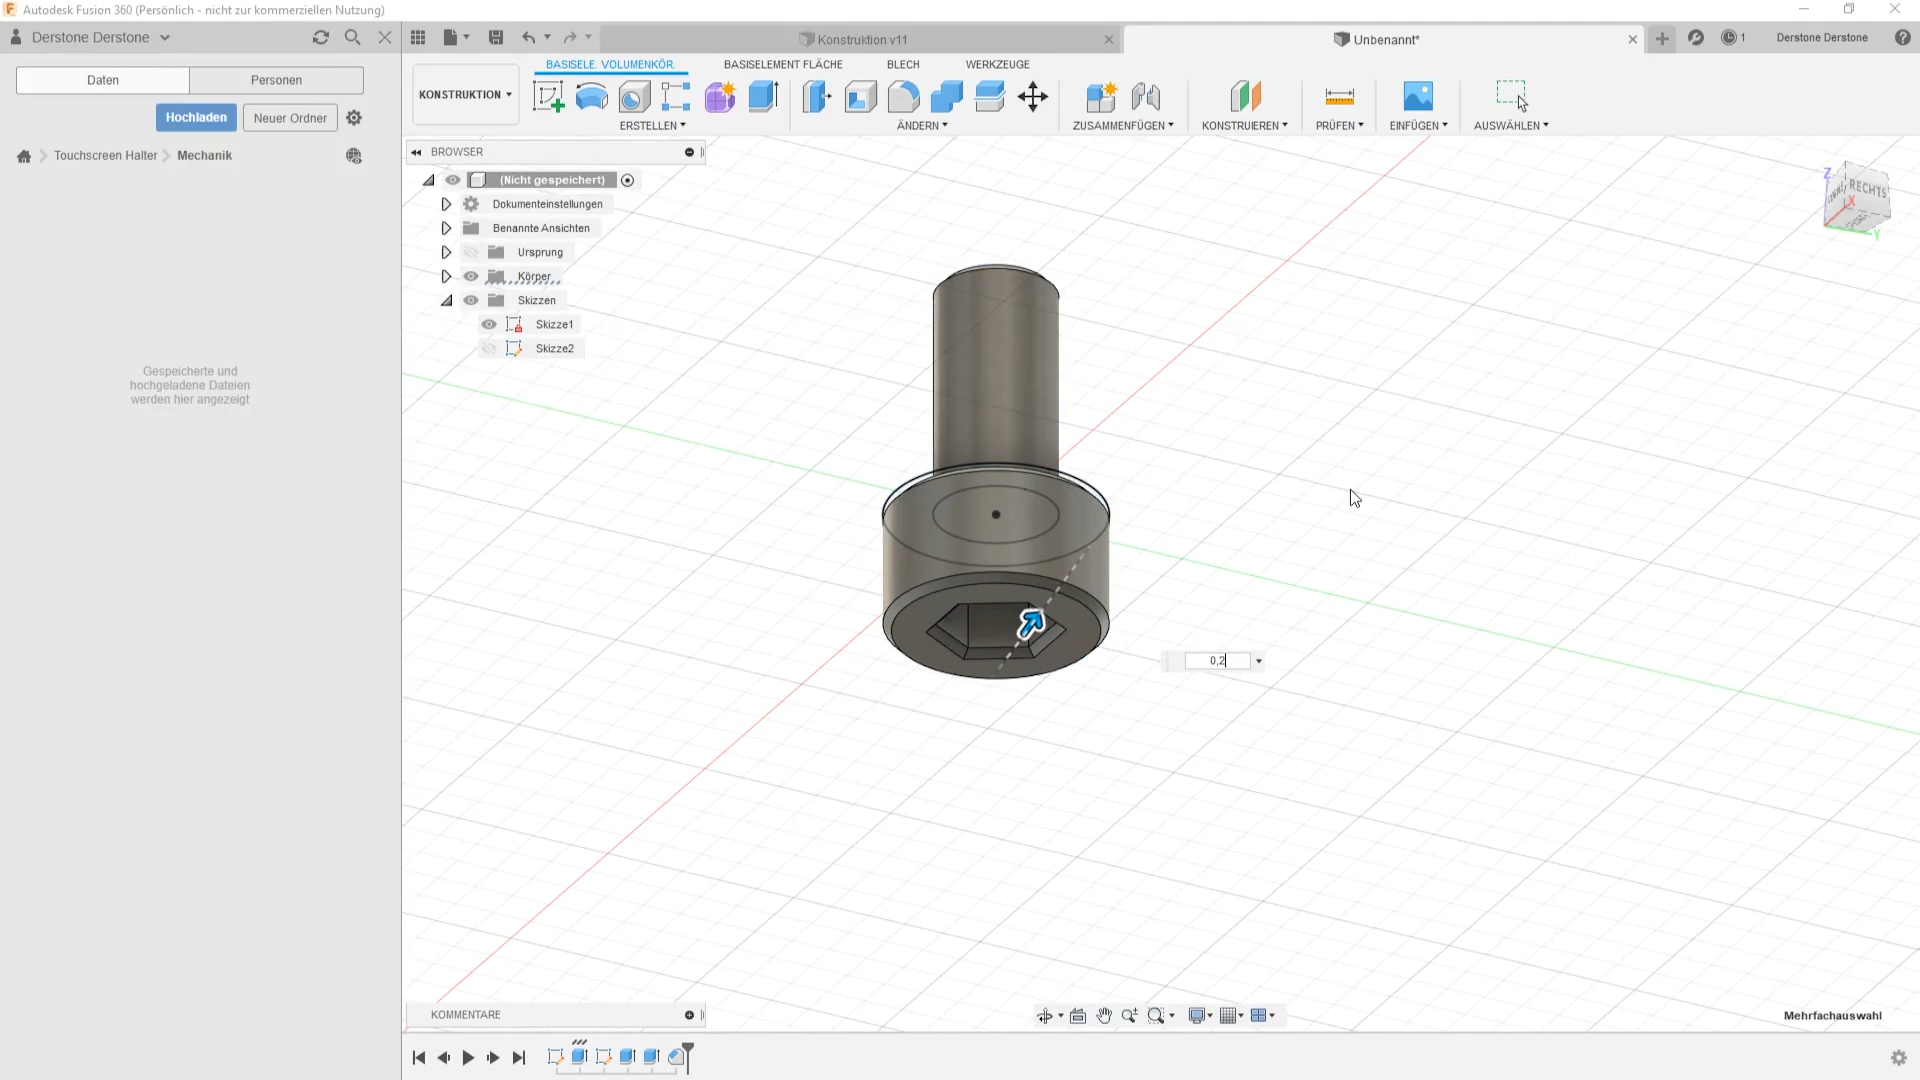 Autodesk Fusion 360 (Persönlich - nicht zur kommerziellen Nutzung)
Derstone Derstone
Konstruktion v11
Unbenannt*
1
Derstone Derstone
Daten
Personen
Hochladen
Neuer Ordner
Touchscreen Halter
Mechanik
Gespeicherte und
hochgeladene Dateien
werden hier angezeigt
KONSTRUKTION
BASISELE. VOLUMENKÖR.
BASISELEMENT FLÄCHE
BLECH
WERKZEUGE
ERSTELLEN
ÄNDERN
ZUSAMMENFÜGEN
KONSTRUIEREN
PRÜFEN
EINFÜGEN
AUSWÄHLEN
BROWSER
(Nicht gespeichert)
Dokumenteinstellungen
Benannte Ansichten
Ursprung
Körper
Skizzen
Skizze1
Skizze2
Z
RECHTS
X
Y
0,2
KOMMENTARE
Mehrfachauswahl